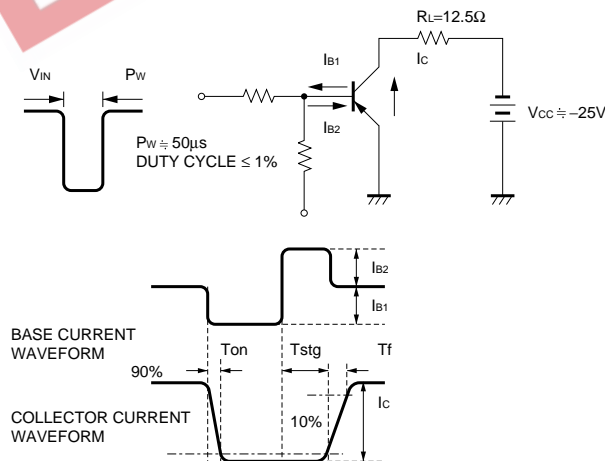 RL=12.5Ω
IB1
IC
VIN
PW
IB2
VCC≒–25V
PW≒50µs
DUTY CYCLE ≤ 1%
IB2
IB1
BASE CURRENT
WAVEFORM
Ton
Tstg
Tf
90%
IC
COLLECTOR CURRENT
WAVEFORM
10%